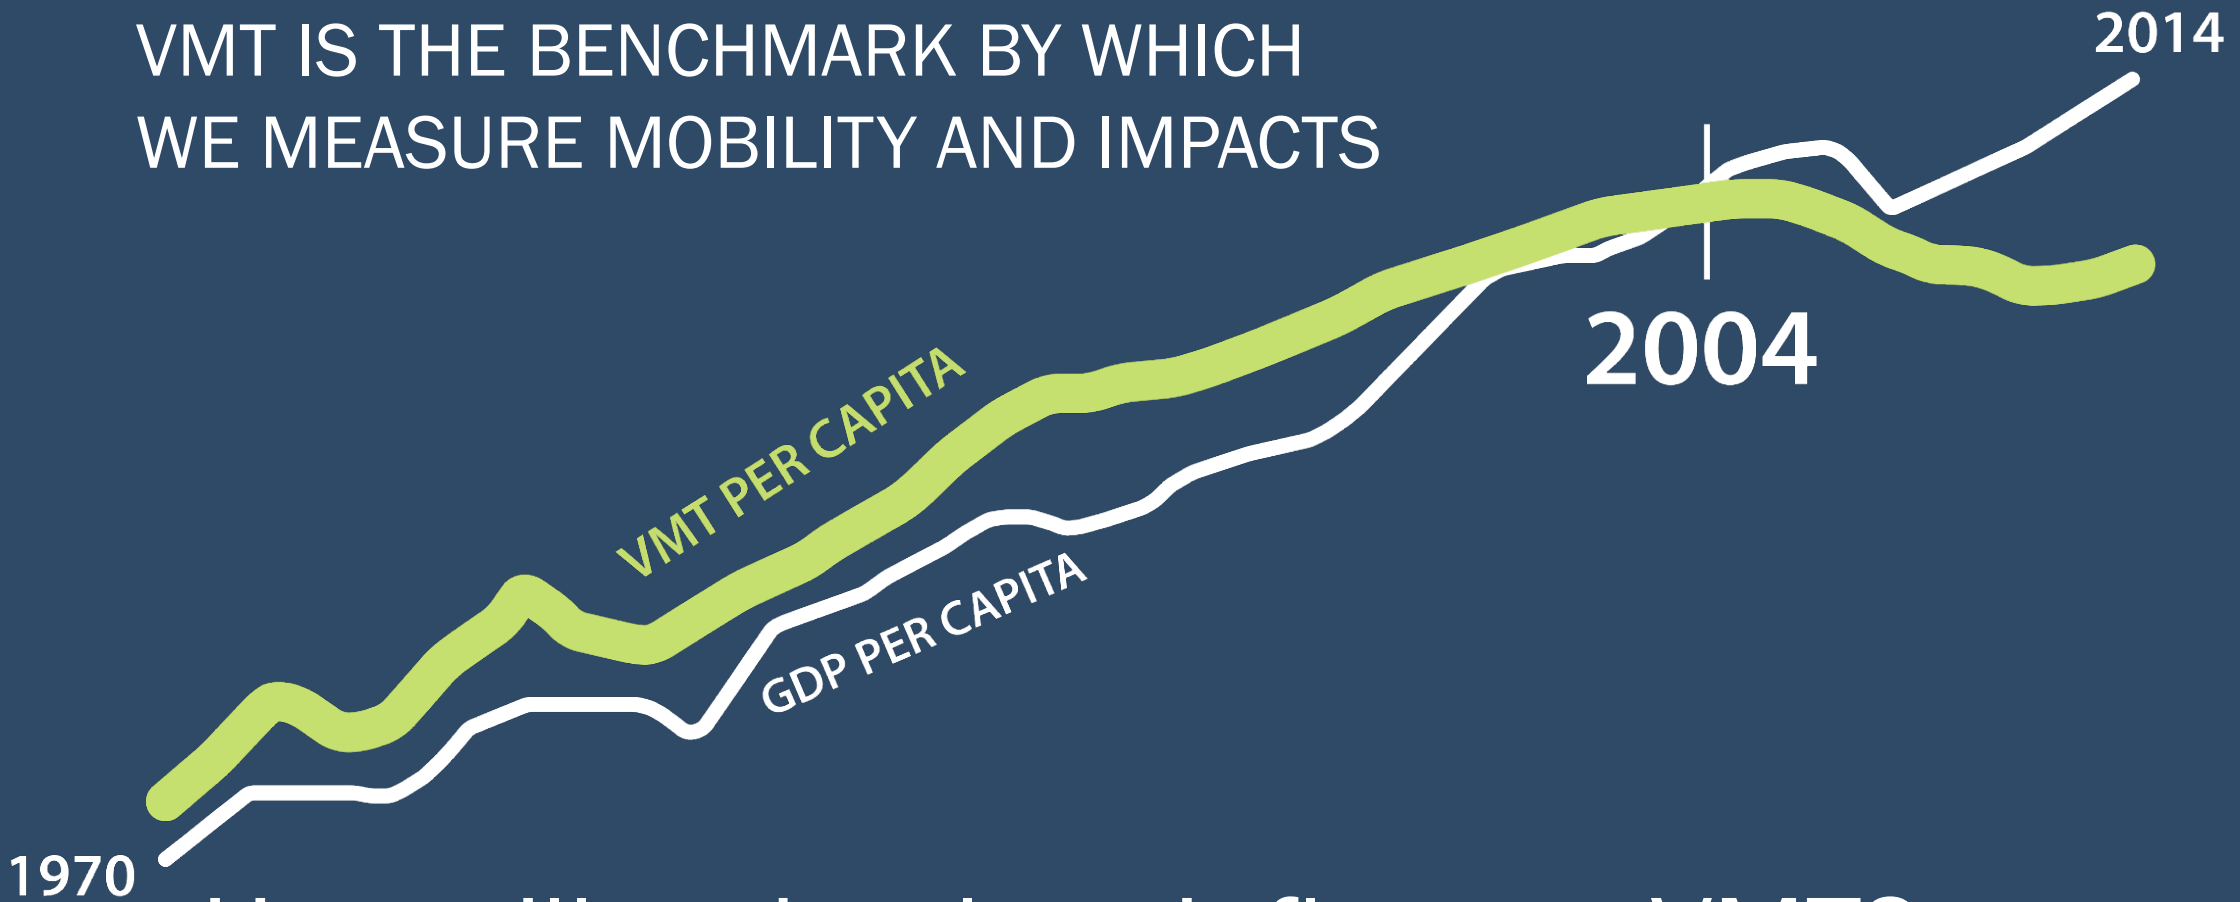 VMT IS THE BENCHMARK BY WHICH
WE MEASURE MOBILITY AND IMPACTS
2014
2004
VMT PER CAPITA
GDP PER CAPITA
1970